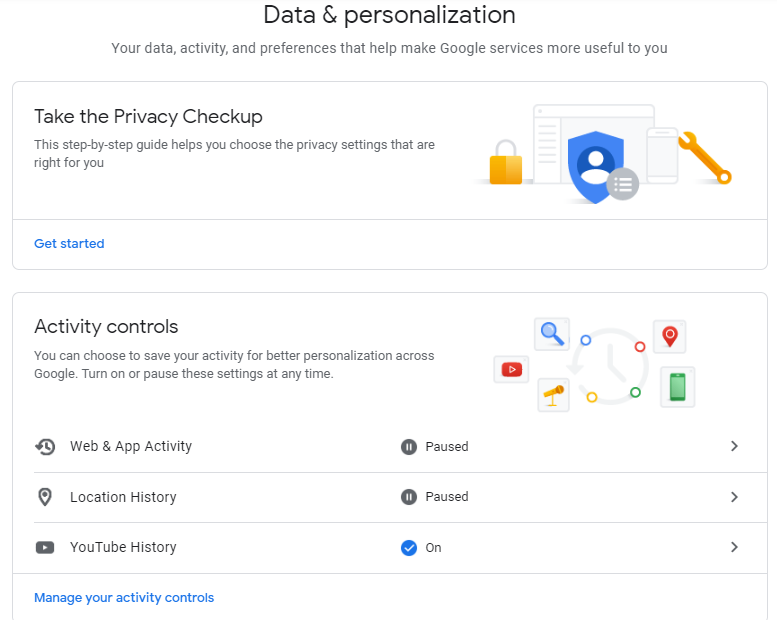 Data & personalization
Your data, activity, and preferences that help make Google services more useful to you
Take the Privacy Checkup
This step-by-step guide helps you choose the privacy settings that are
right for you
Get started
Activity controls
You can choose to save your activity for better personalization across
Google. Turn on or pause these settings at any time.
Web & App Activity Paused
Location History Paused
YouTube History On
Manage your activity controls